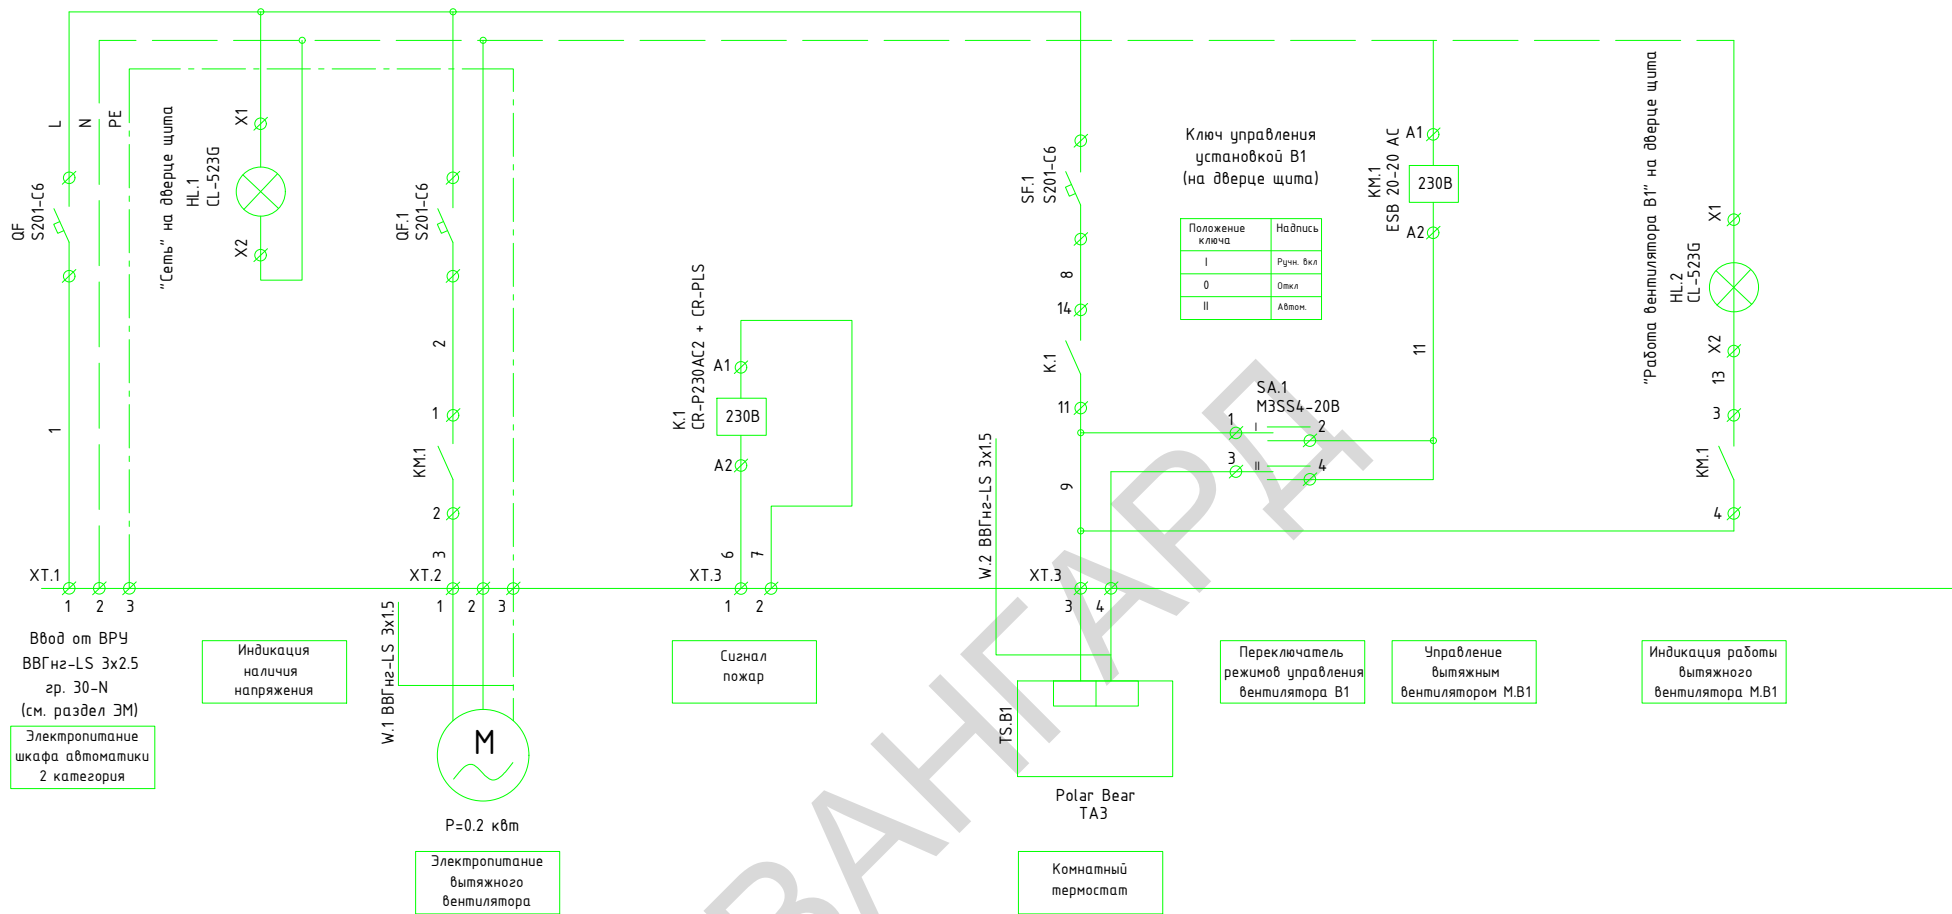 L
N
PE
QF
S201-C6
1
XT.1
1 2 3
Ввод от ВРУ
ВВГнг-LS 3х2.5
гр. 30-N
(см. раздел ЭМ)
Электропитание
шкафа автоматики
2 категория
"Сеть" на дверце щита
HL.1
CL-523G
X1
X2
Индикация
наличия
напряжения
QF.1
S201-C6
2
1
KM.1
2
3
XT.2
1 2 3
W.1 ВВГнг-LS 3х1.5
M
P=0.2 квт
Электропитание
вытяжного
вентилятора
K.1
CR-P230AC2 + CR-PLS
A1
230В
A2
6
7
XT.3
1 2
Сигнал
пожар
SF.1
S201-C6
8
14
K.1
11
9
W.2 ВВГнг-LS 3х1.5
XT.3
3 4
TS.B1
Polar Bear
TA3
Комнатный
термостат
Ключ управления
установкой В1
(на дверце щита)
Положение ключа Надпись
I Ручн. вкл
0 Откл
II Автом.
SA.1
M3SS4-20B
1 I 2
3 II 4
Переключатель
режимов управления
вентилятора В1
KM.1
ESB 20-20 AC
A1
230В
A2
11
Управление
вытяжным
вентилятором М.В1
"Работа вентилятора В1" на дверце щита
HL.2
CL-523G
X1
X2
13
3
KM.1
4
Индикация работы
вытяжного
вентилятора М.В1
ВАНГАРД